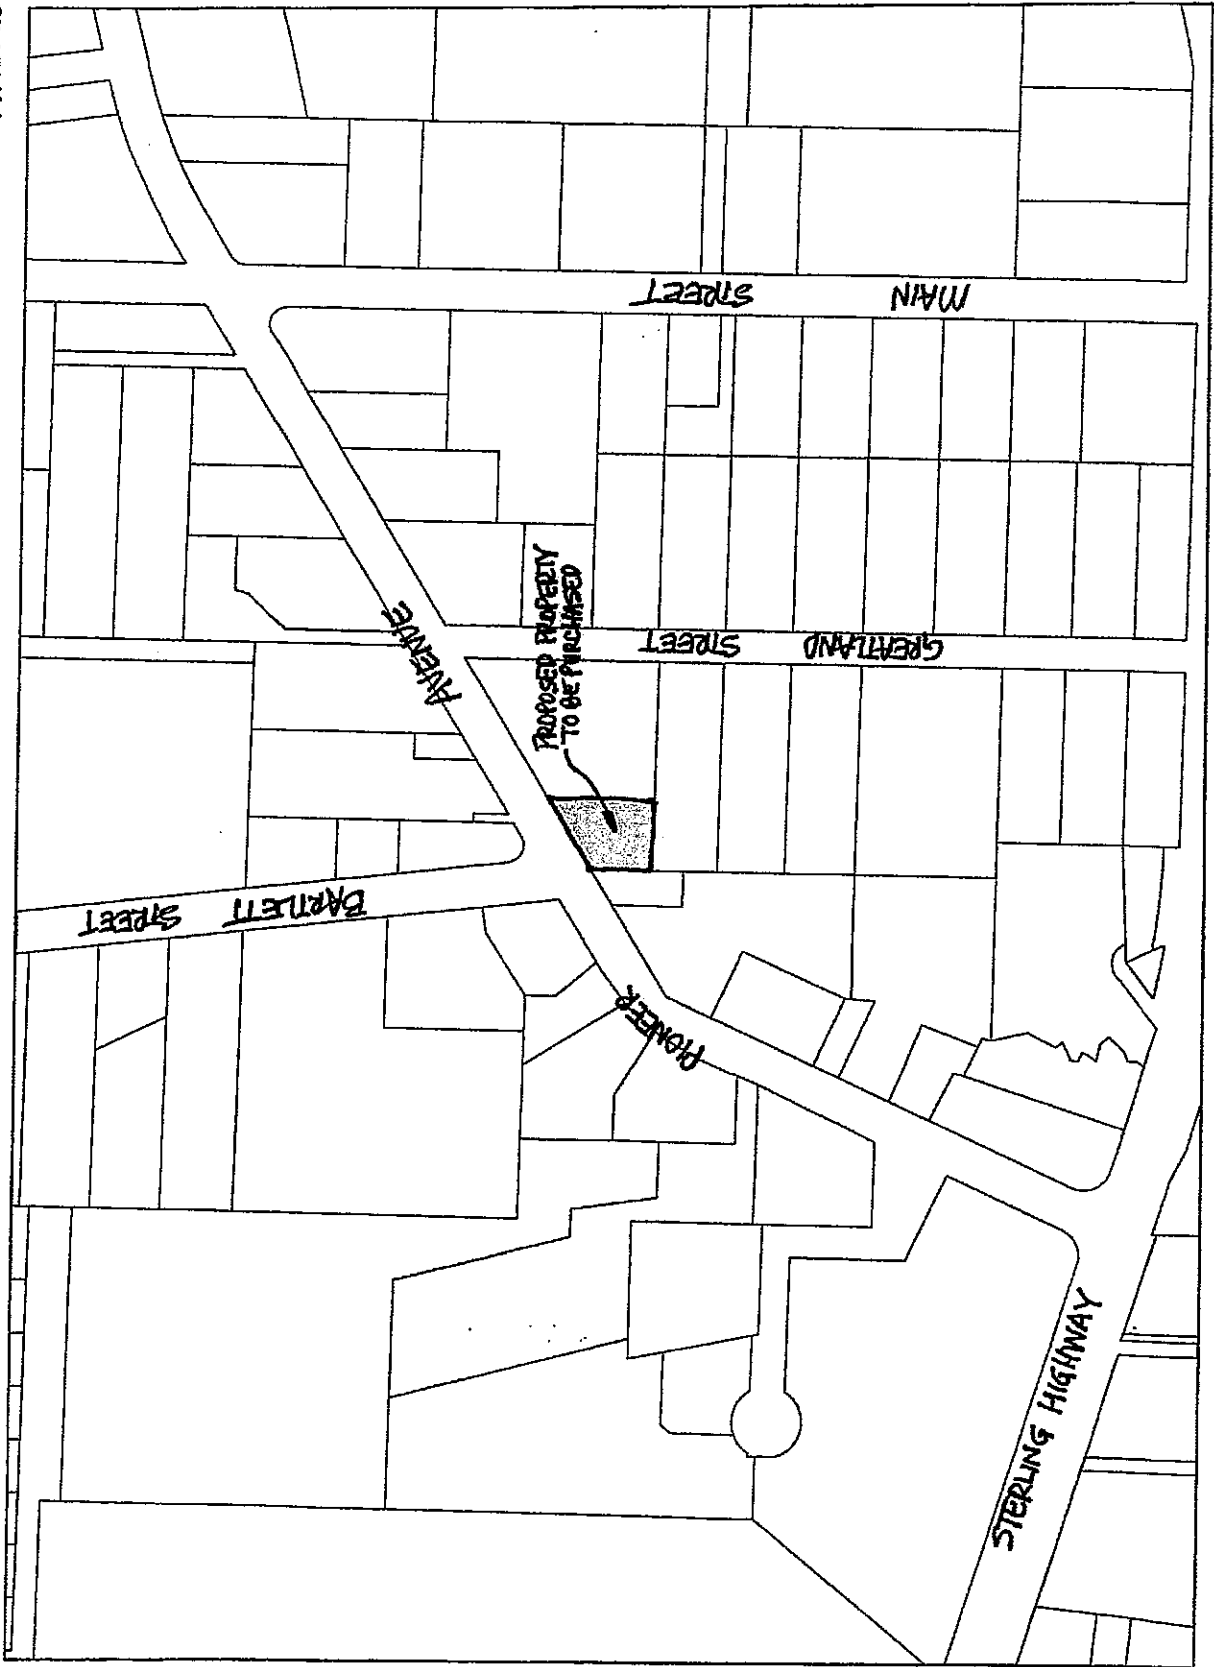 MAIN STREET
GREATLAND STREET
BARTLETT STREET
PIONEER AVENUE
PROPOSED PROPERTY
TO BE PURCHASED
STERLING HIGHWAY